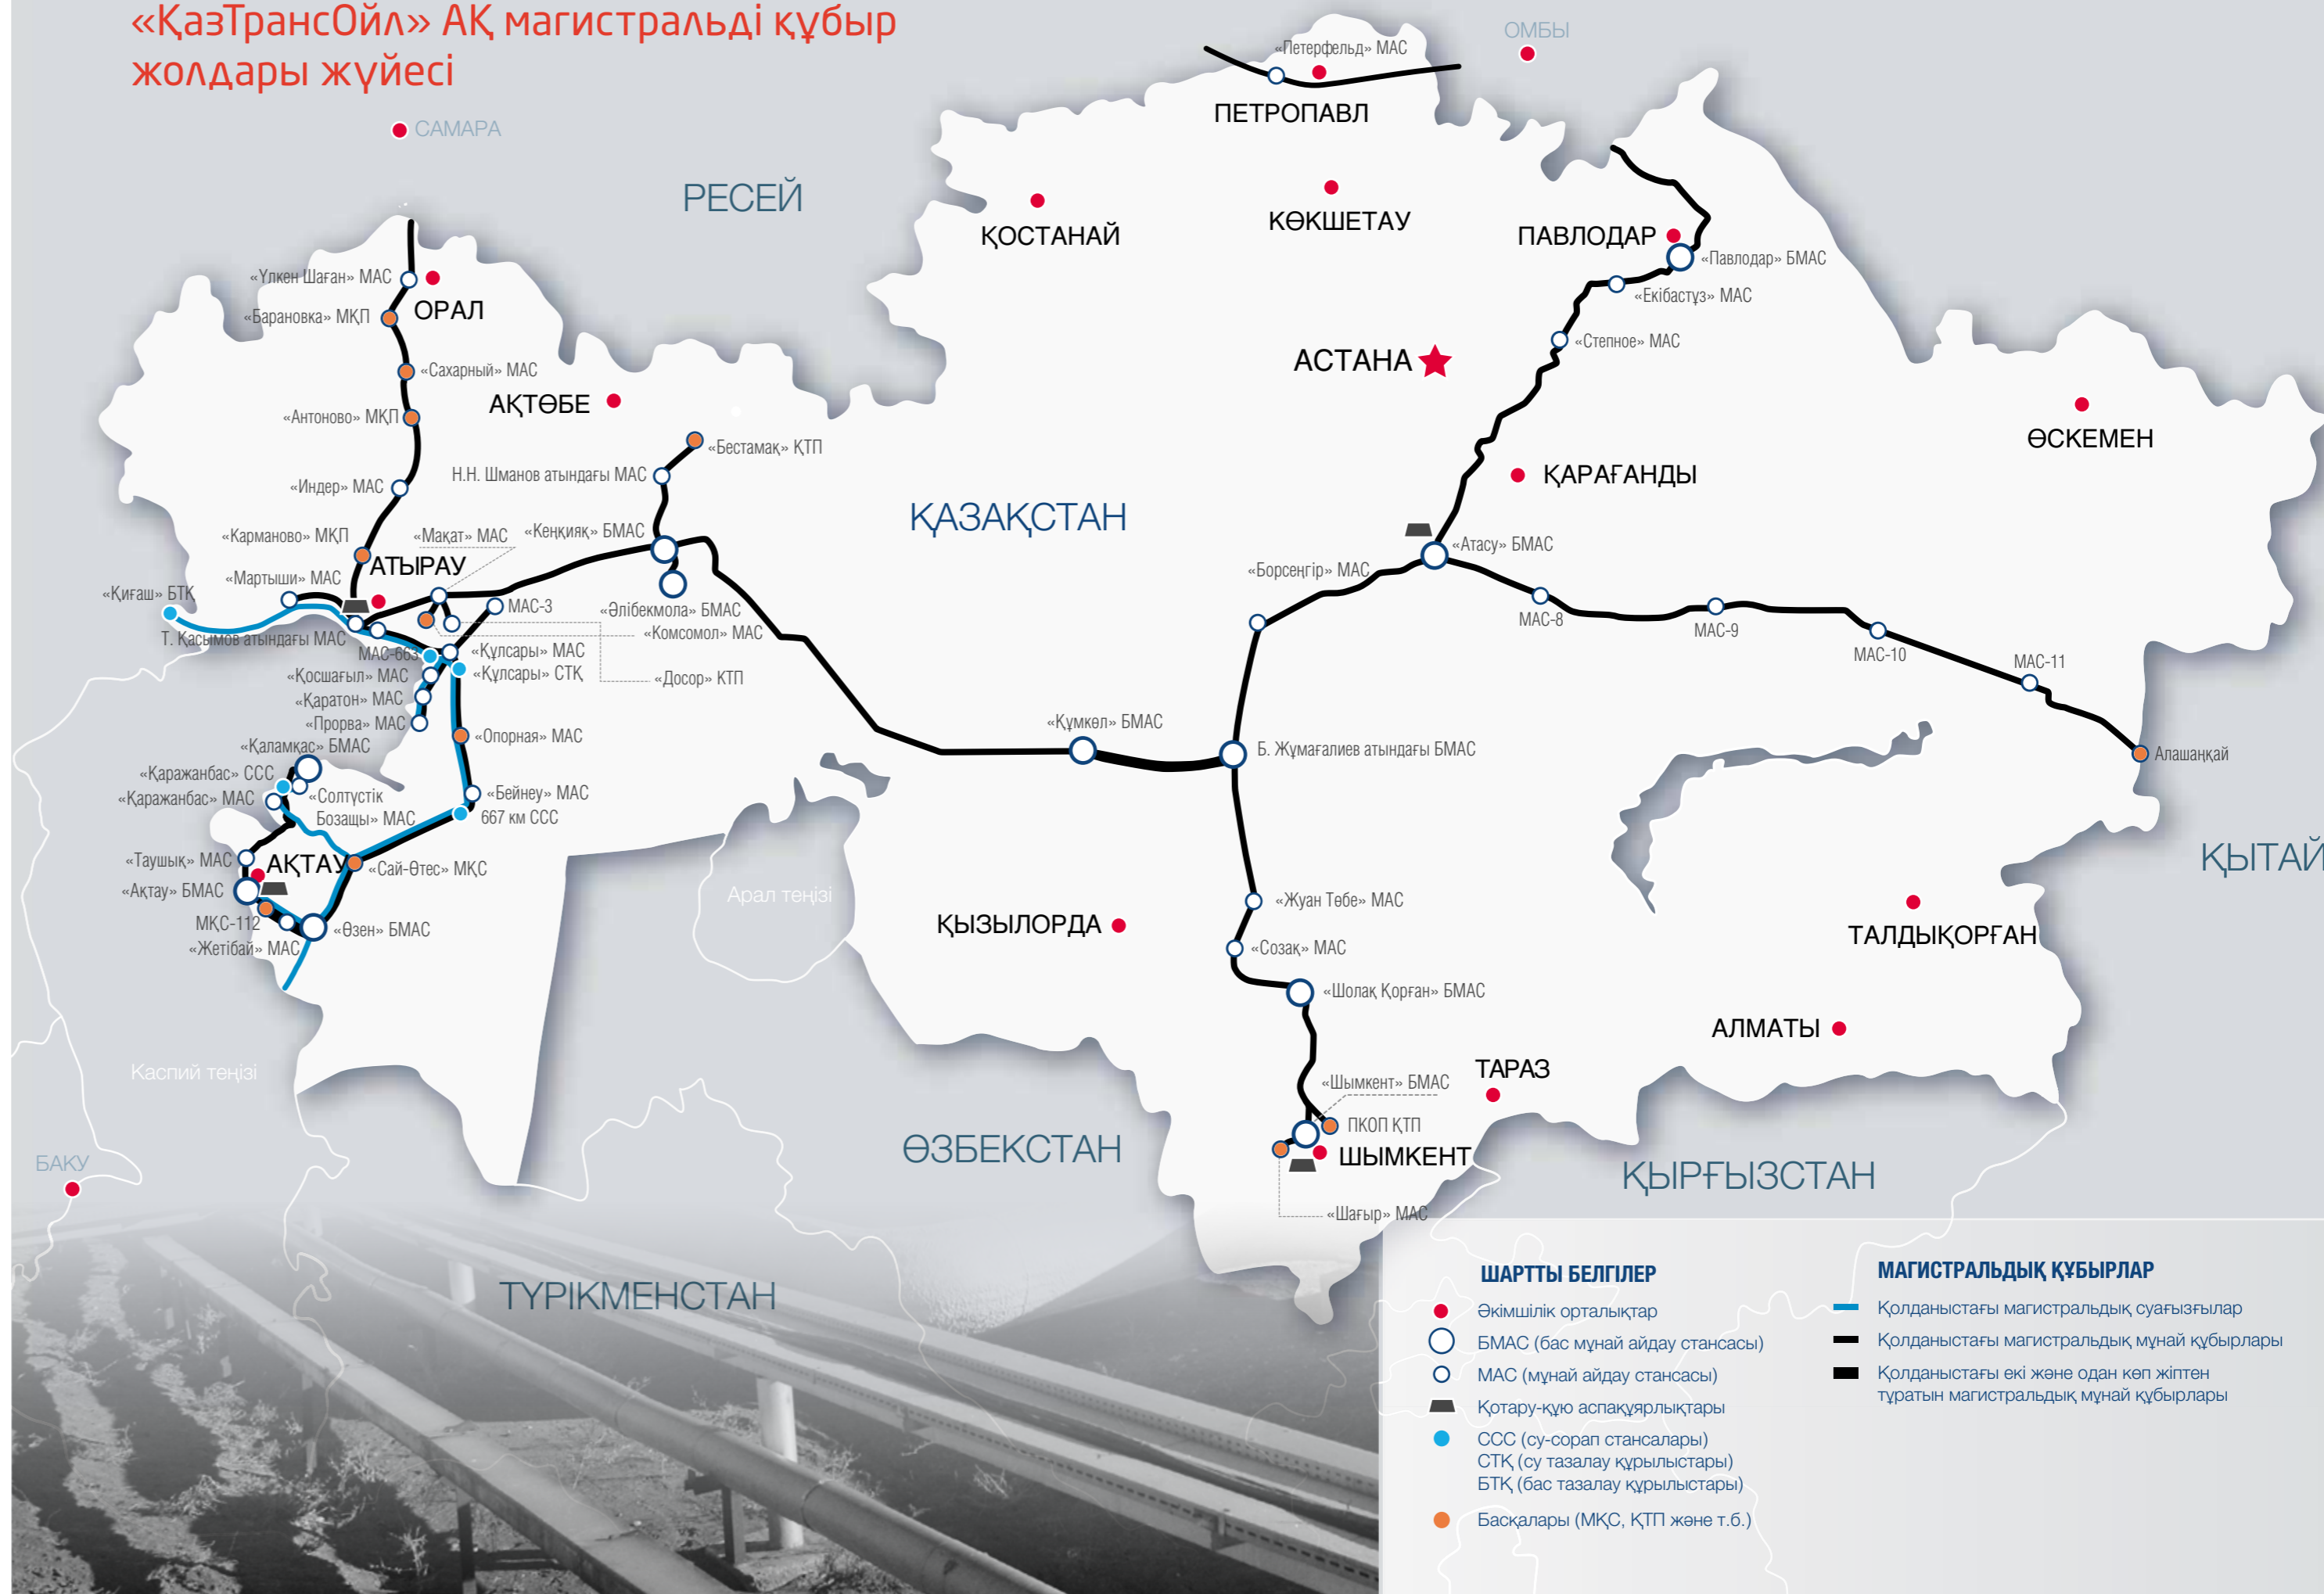 «ҚазТрансОйл» АҚ магистральді құбыр
жолдары жүйесі
САМАРА
РЕСЕЙ
ОМБЫ
«Петерфельд» МАС
ПЕТРОПАВЛ
ҚОСТАНАЙ
КӨКШЕТАУ
ПАВЛОДАР
«Павлодар» БМАС
«Екібастұз» МАС
«Степное» МАС
АСТАНА
ӨСКЕМЕН
ҚАРАҒАНДЫ
ҚАЗАҚСТАН
«Үлкен Шаған» МАС
ОРАЛ
«Барановка» МҚП
«Сахарный» МАС
АҚТӨБЕ
«Антоново» МҚП
«Бестамақ» ҚТП
Н.Н. Шманов атындағы МАС
«Индер» МАС
«Карманово» МҚП
«Мақат» МАС
«Кеңқияқ» БМАС
АТЫРАУ
«Мартыши» МАС
«Қиғаш» БТҚ
МАС-3
«Әлібекмола» БМАС
«Комсомол» МАС
Т. Қасымов атындағы МАС
МАС-663
«Құлсары» МАС
«Құлсары» СТҚ
«Досор» КТП
«Қосшағыл» МАС
«Қаратон» МАС
«Прорва» МАС
«Опорная» МАС
«Қаламқас» БМАС
«Қаражанбас» ССС
«Қаражанбас» МАС
«Солтүстік
Бозащы» МАС
«Бейнеу» МАС
667 км ССС
«Таушық» МАС
АҚТАУ
«Сай-Өтес» МҚС
«Ақтау» БМАС
МҚС-112
«Жетібай» МАС
«Өзен» БМАС
Арал теңізі
Каспий теңізі
БАКУ
«Атасу» БМАС
«Борсеңгір» МАС
МАС-8
МАС-9
МАС-10
МАС-11
Алашаңқай
ҚЫТАЙ
«Құмкөл» БМАС
Б. Жұмағалиев атындағы БМАС
«Жуан Төбе» МАС
ҚЫЗЫЛОРДА
«Созақ» МАС
«Шолақ Қорған» БМАС
ТАЛДЫҚОРҒАН
АЛМАТЫ
ТАРАЗ
«Шымкент» БМАС
ПКОП ҚТП
ШЫМКЕНТ
«Шағыр» МАС
ӨЗБЕКСТАН
ҚЫРҒЫЗСТАН
ТҮРІКМЕНСТАН
ШАРТТЫ БЕЛГІЛЕР
Әкімшілік орталықтар
БМАС (бас мұнай айдау стансасы)
МАС (мұнай айдау стансасы)
Қотару-құю аспақұярлықтары
ССС (су-сорап стансалары)
СТҚ (су тазалау құрылыстары)
БТҚ (бас тазалау құрылыстары)
Басқалары (МҚС, ҚТП және т.б.)
МАГИСТРАЛЬДЫҚ ҚҰБЫРЛАР
Қолданыстағы магистральдық суағызғылар
Қолданыстағы магистральдық мұнай құбырлары
Қолданыстағы екі және одан көп жіптен
тұратын магистральдық мұнай құбырлары